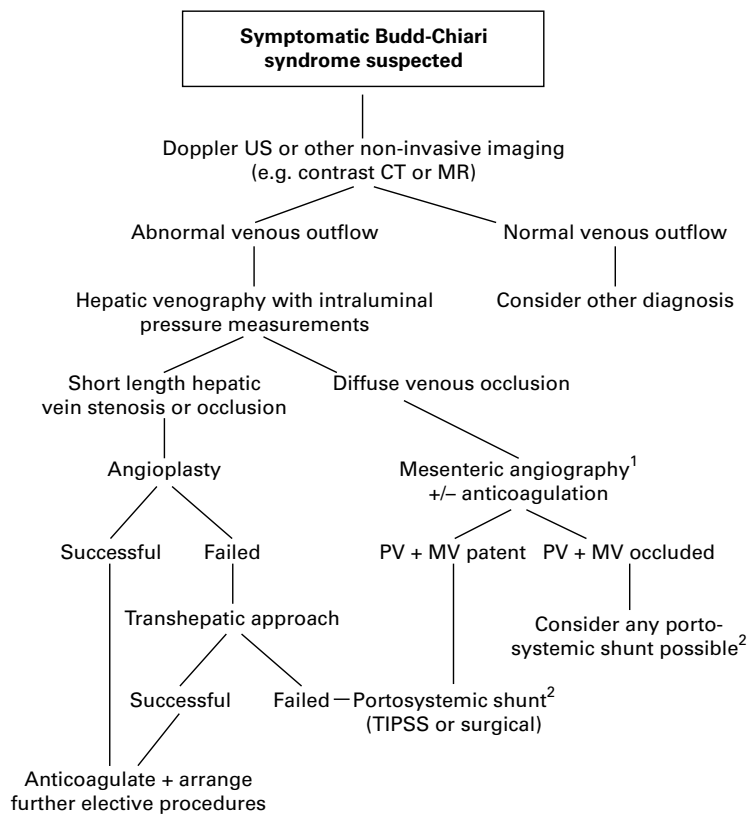 Symptomatic Budd-Chiari
syndrome suspected
Doppler US or other non-invasive imaging
(e.g. contrast CT or MR)
Abnormal venous outflow
Normal venous outflow
Hepatic venography with intraluminal
pressure measurements
Consider other diagnosis
Short length hepatic
vein stenosis or occlusion
Diffuse venous occlusion
Angioplasty
Mesenteric angiography¹
+/– anticoagulation
Successful
Failed
PV + MV patent
PV + MV occluded
Transhepatic approach
Consider any porto-
systemic shunt possible²
Successful
Failed
Portosystemic shunt²
(TIPSS or surgical)
Anticoagulate + arrange
further elective procedures